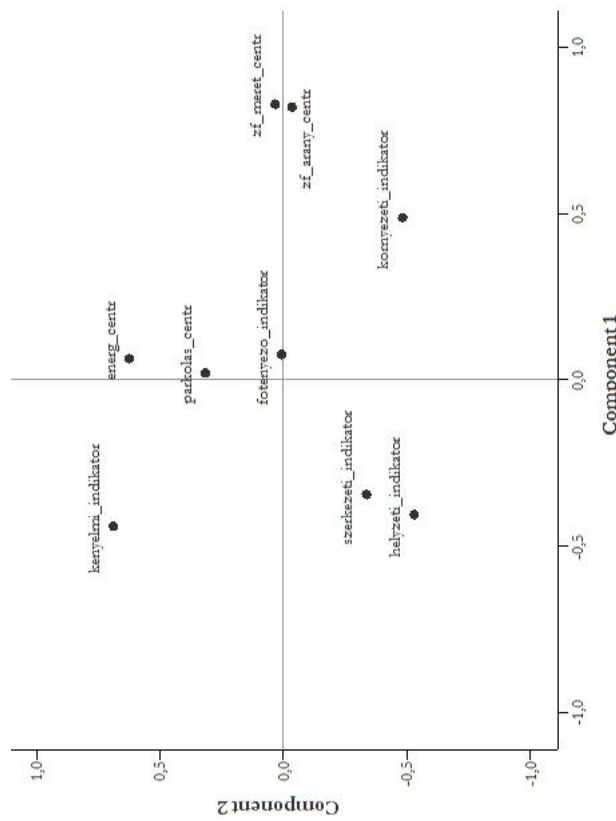 Component 2
1,0
0,5
0,0
-0,5
-1,0
kenyelmi_indikator
energ_centr
parkolas_centr
fotenyezo_indikator
zf_meret_centr
zf_arany_centr
kornyezeti_indikator
szerkezeti_indikator
helyzeti_indikator
-1,0
-0,5
0,0
0,5
1,0
Component 1